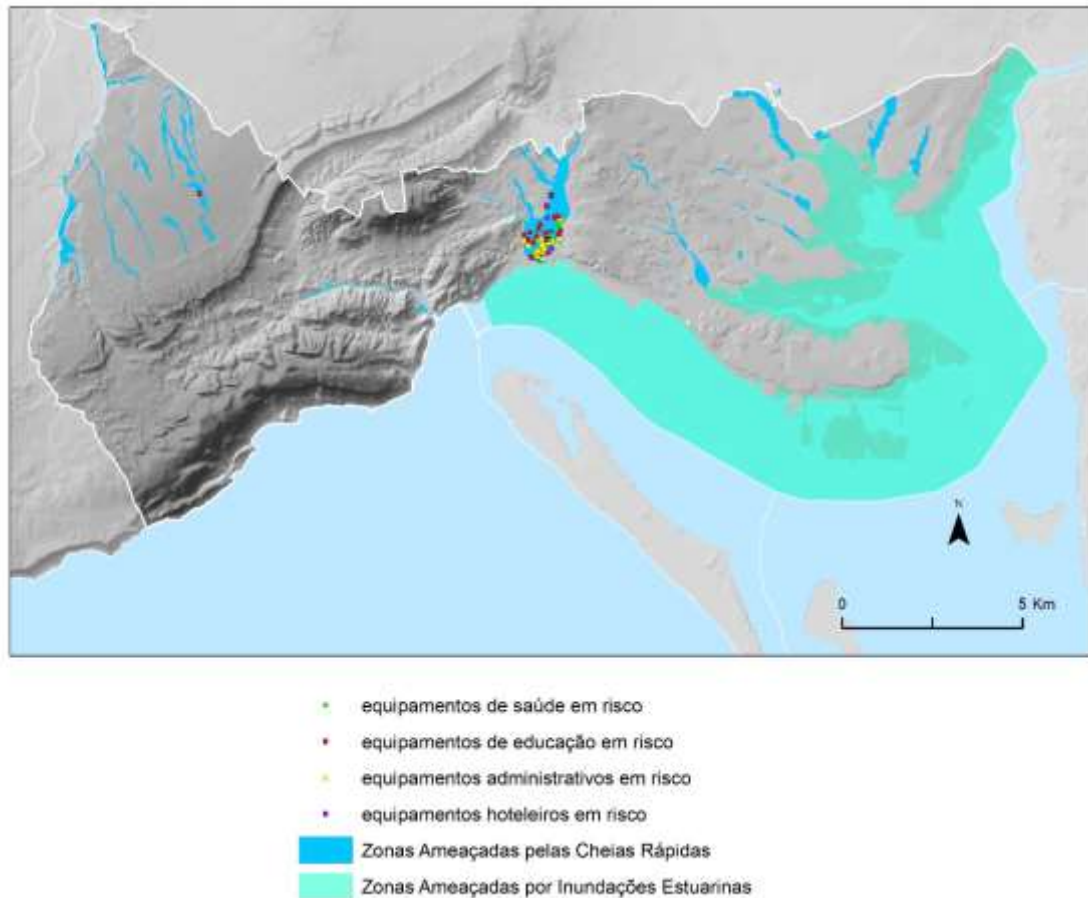 N
0 5 Km
equipamentos de saúde em risco
equipamentos de educação em risco
equipamentos administrativos em risco
equipamentos hoteleiros em risco
Zonas Ameaçadas pelas Cheias Rápidas
Zonas Ameaçadas por Inundações Estuarinas